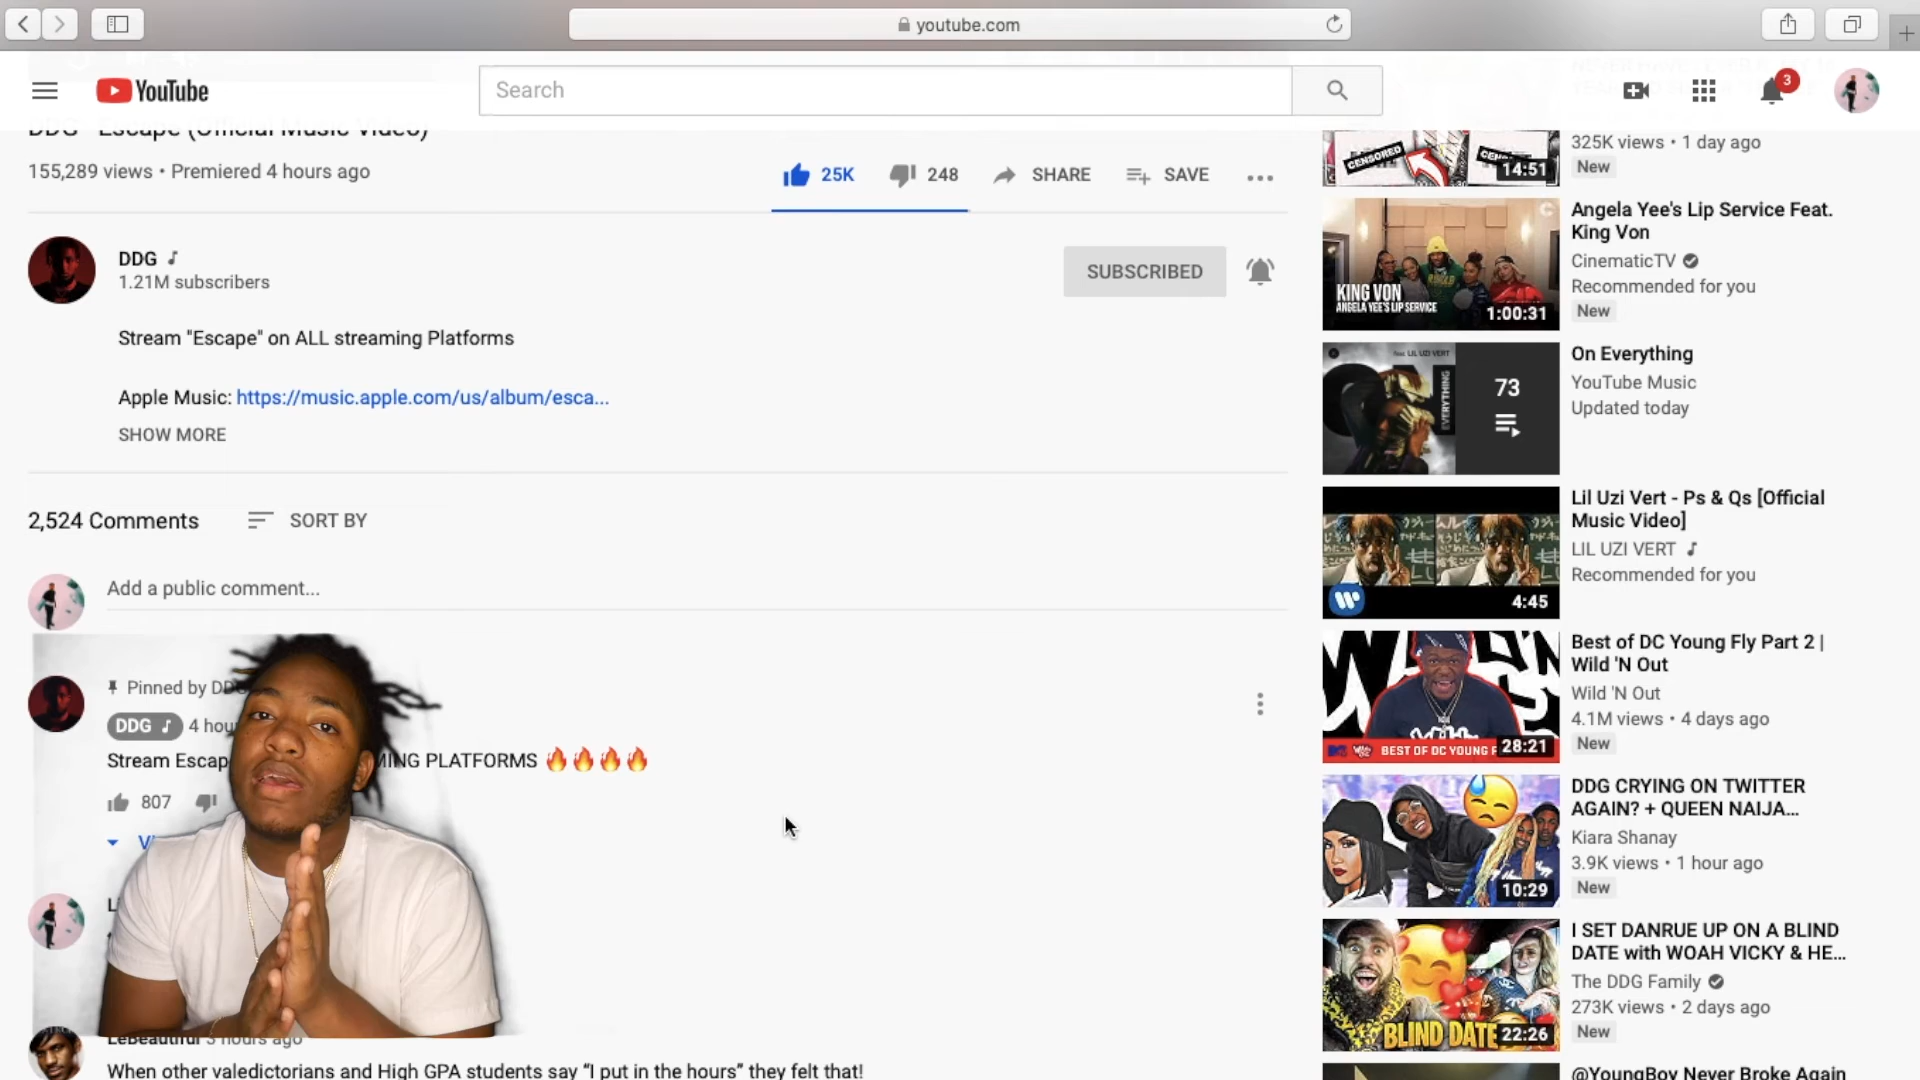 youtube.com
YouTube
Search
3
DDG - Escape (Official Music Video)
155,289 views • Premiered 4 hours ago
25K
248
SHARE
SAVE
DDG
1.21M subscribers
SUBSCRIBED
Stream "Escape" on ALL streaming Platforms
Apple Music: https://music.apple.com/us/album/esca...
SHOW MORE
2,524 Comments
SORT BY
Add a public comment...
Pinned by DDG
DDG
4 hou
Stream Escap
MING PLATFORMS 🔥🔥🔥🔥
807
LeBeautiful 3 hours ago
When other valedictorians and High GPA students say “I put in the hours” they felt that!
CENSORED
14:51
325K views • 1 day ago
New
KING VON
ANGELA YEE'S LIP SERVICE
1:00:31
Angela Yee's Lip Service Feat.
King Von
CinematicTV
Recommended for you
New
feat. LIL UZI VERT
EVERYTHING
73
On Everything
YouTube Music
Updated today
4:45
Lil Uzi Vert - Ps & Qs [Official
Music Video]
LIL UZI VERT
Recommended for you
BEST OF DC YOUNG F
28:21
Best of DC Young Fly Part 2 |
Wild 'N Out
Wild 'N Out
4.1M views • 4 days ago
New
10:29
DDG CRYING ON TWITTER
AGAIN? + QUEEN NAIJA...
Kiara Shanay
3.9K views • 1 hour ago
New
BLIND DATE
22:26
I SET DANRUE UP ON A BLIND
DATE with WOAH VICKY & HE...
The DDG Family
273K views • 2 days ago
New
@YoungBoy Never Broke Again